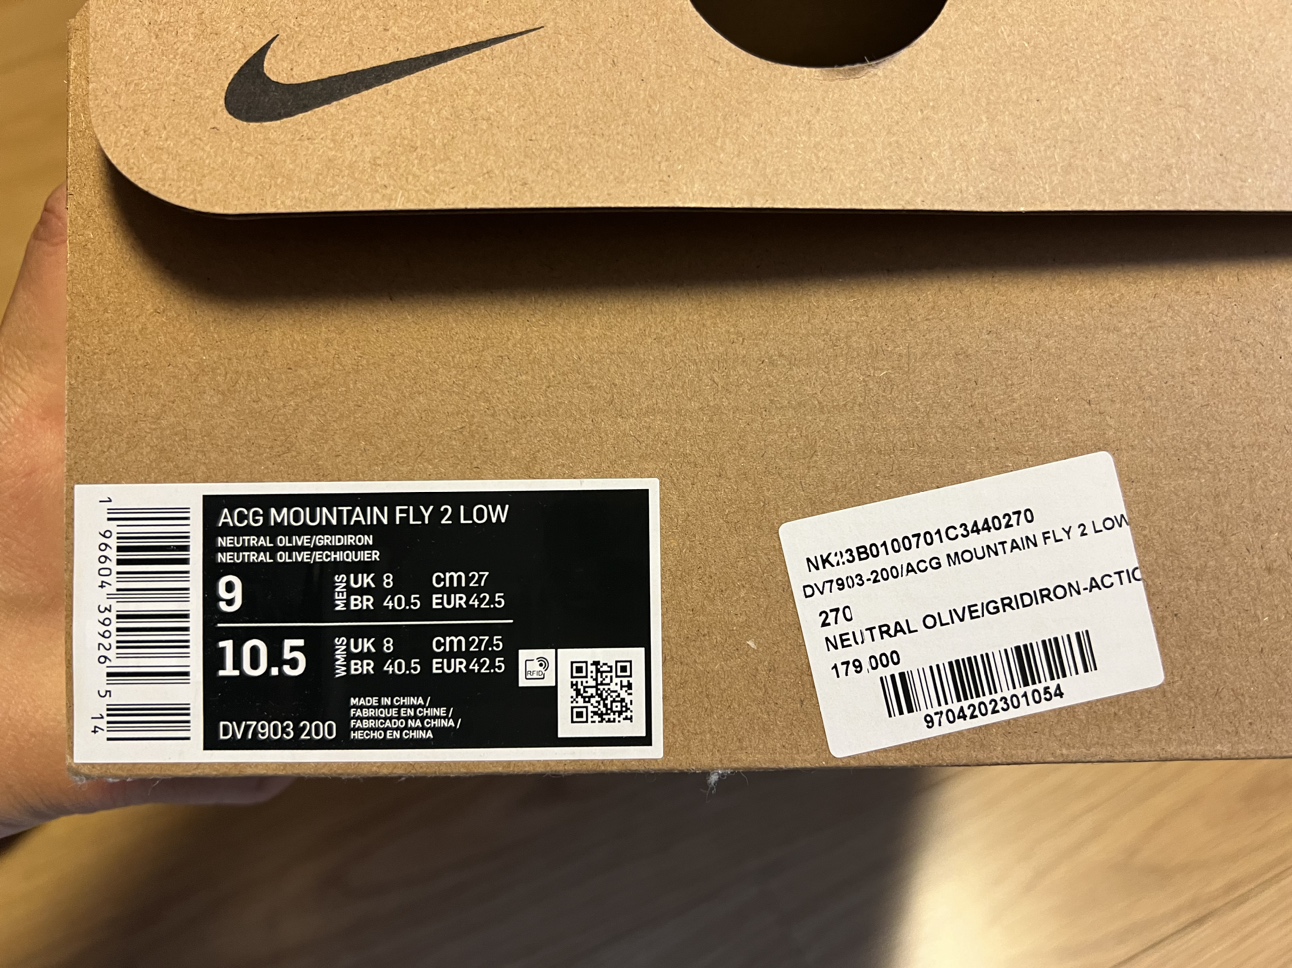 ACG MOUNTAIN FLY 2 LOW
NEUTRAL OLIVE/GRIDIRON
NEUTRAL OLIVE/ECHIQUIER
9 MENS UK 8 cm 27
BR 40.5 EUR 42.5
10.5 WMNS UK 8 cm 27.5
BR 40.5 EUR 42.5
RFID
DV7903 200
MADE IN CHINA /
FABRIQUE EN CHINE /
FABRICADO NA CHINA /
HECHO EN CHINA
1 96604 39926 5 14
NK23B0100701C3440270
DV7903-200/ACG MOUNTAIN FLY 2 LOW
270
NEUTRAL OLIVE/GRIDIRON-ACTIO
179,000
9704202301054